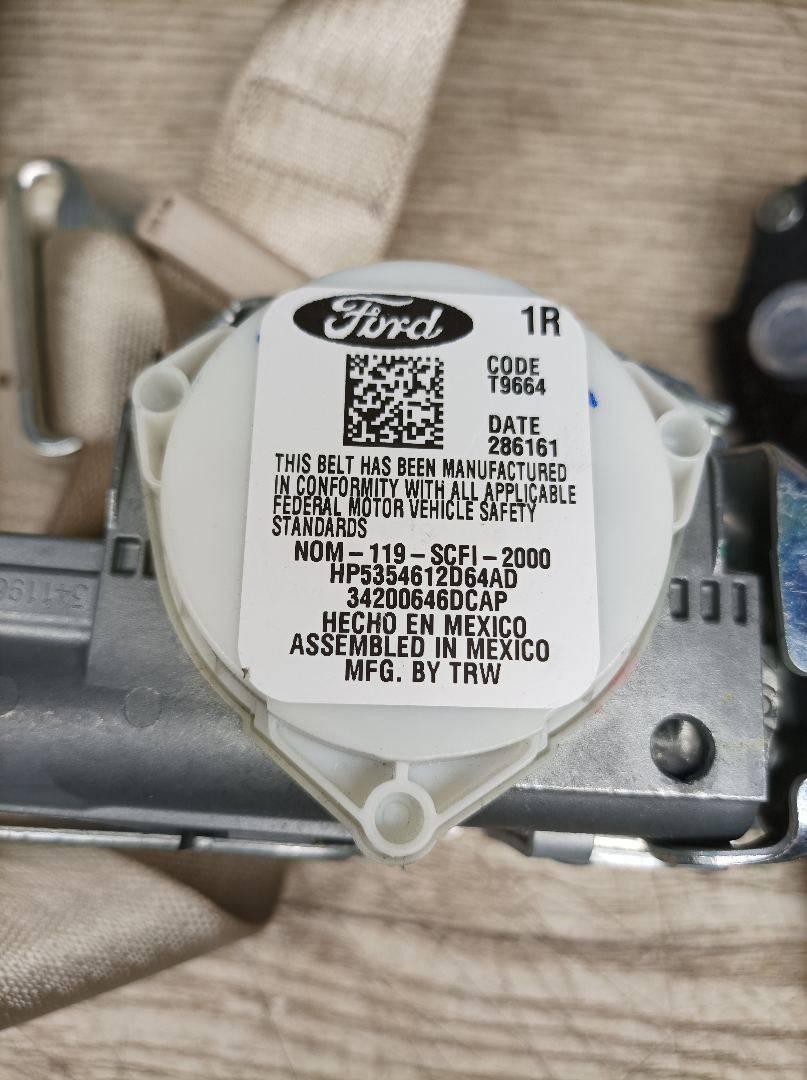 Ford
1R
CODE
T9664
DATE
286161
THIS BELT HAS BEEN MANUFACTURED
IN CONFORMITY WITH ALL APPLICABLE
FEDERAL MOTOR VEHICLE SAFETY
STANDARDS
NOM-119-SCFI-2000
HP5354612D64AD
34200646DCAP
HECHO EN MEXICO
ASSEMBLED IN MEXICO
MFG. BY TRW